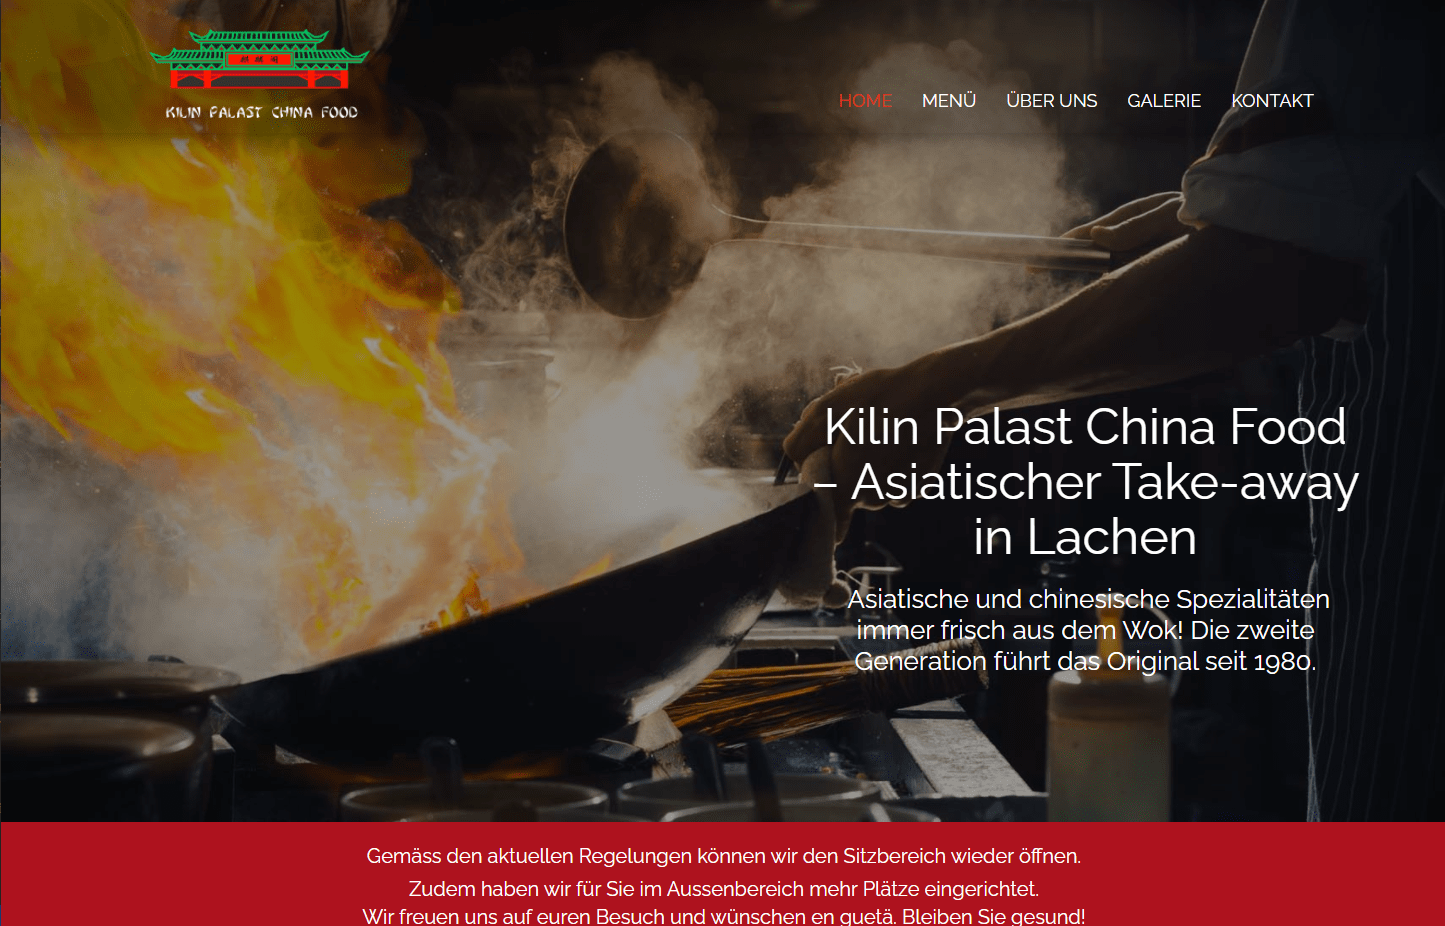 KILIN PALAST CHINA FOOD
HOME MENÜ ÜBER UNS GALERIE KONTAKT
Kilin Palast China Food
– Asiatischer Take-away
in Lachen
Asiatische und chinesische Spezialitäten
immer frisch aus dem Wok! Die zweite
Generation führt das Original seit 1980.
Gemäss den aktuellen Regelungen können wir den Sitzbereich wieder öffnen.
Zudem haben wir für Sie im Aussenbereich mehr Plätze eingerichtet.
Wir freuen uns auf euren Besuch und wünschen en guetä. Bleiben Sie gesund!